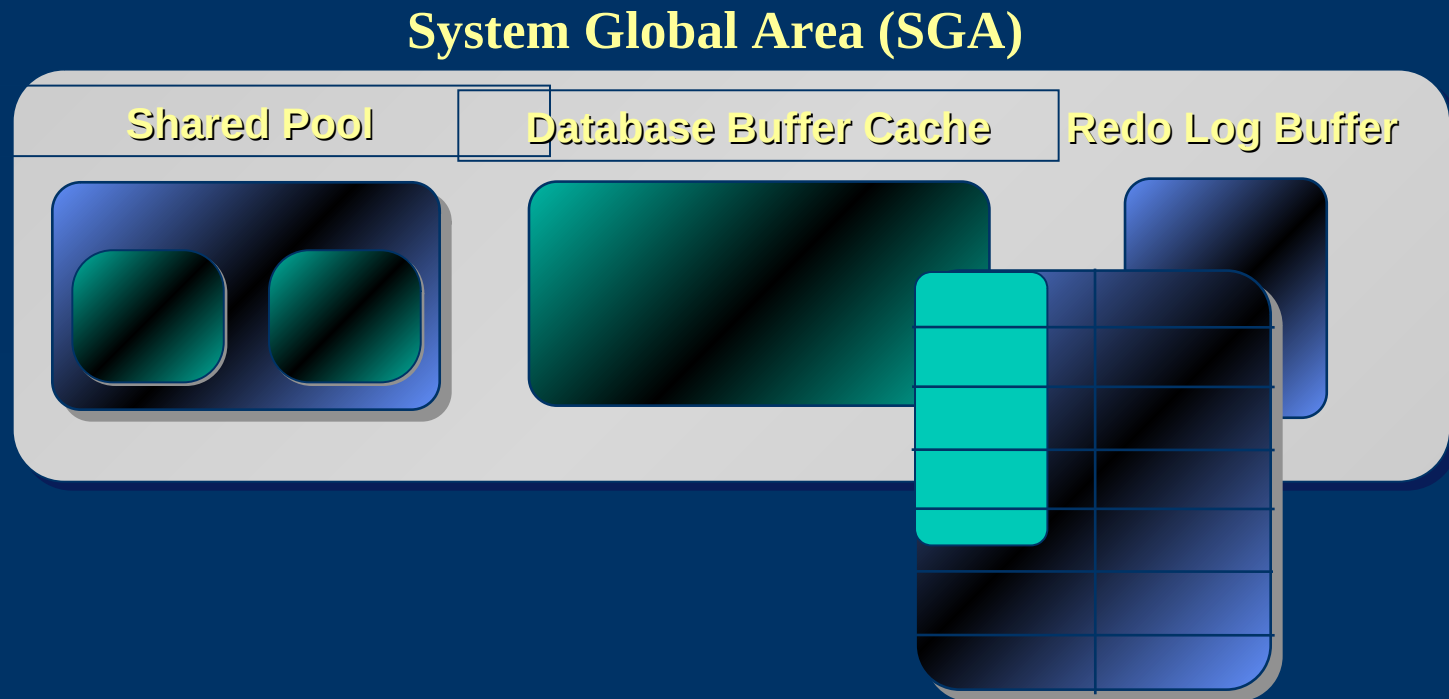 System Global Area (SGA)
Shared Pool
Database Buffer Cache
Redo Log Buffer